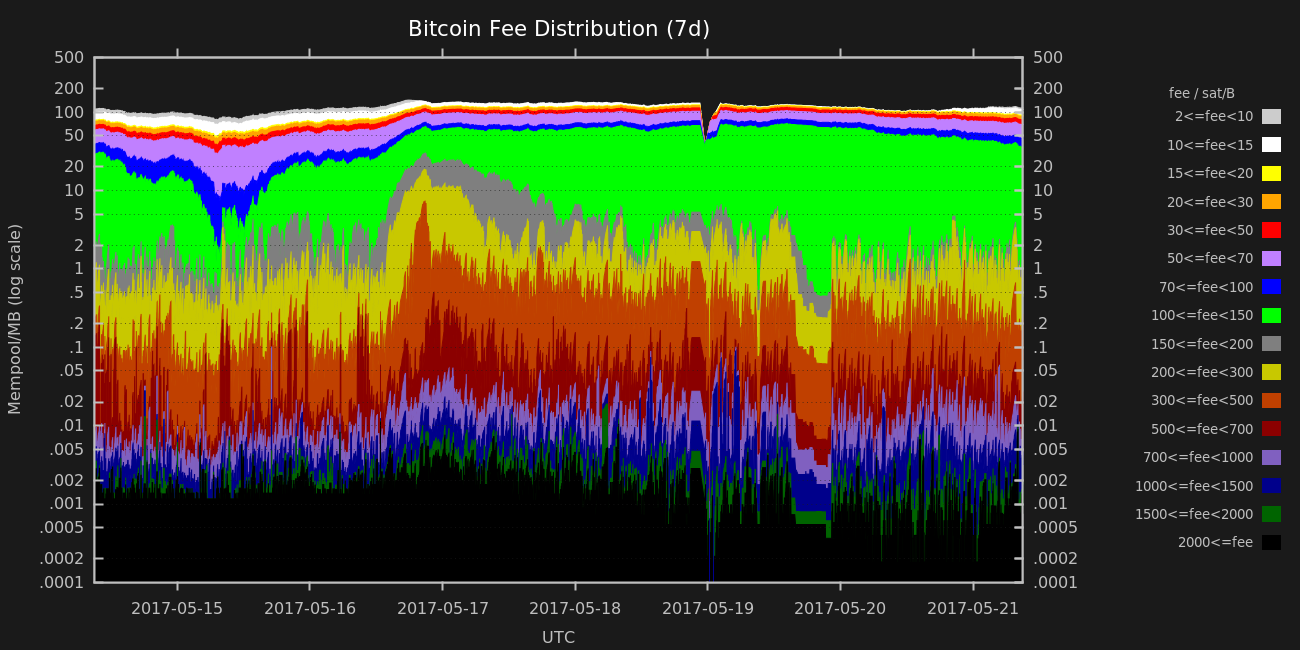 Bitcoin Fee Distribution (7d)
Mempool/MB (log scale)
500
200
100
50
20
10
5
2
1
.5
.2
.1
.05
.02
.01
.005
.002
.001
.0005
.0002
.0001
500
200
100
50
20
10
5
2
1
.5
.2
.1
.05
.02
.01
.005
.002
.001
.0005
.0002
.0001
2017-05-15 2017-05-16 2017-05-17 2017-05-18 2017-05-19 2017-05-20 2017-05-21
UTC
fee / sat/B
2<=fee<10
10<=fee<15
15<=fee<20
20<=fee<30
30<=fee<50
50<=fee<70
70<=fee<100
100<=fee<150
150<=fee<200
200<=fee<300
300<=fee<500
500<=fee<700
700<=fee<1000
1000<=fee<1500
1500<=fee<2000
2000<=fee